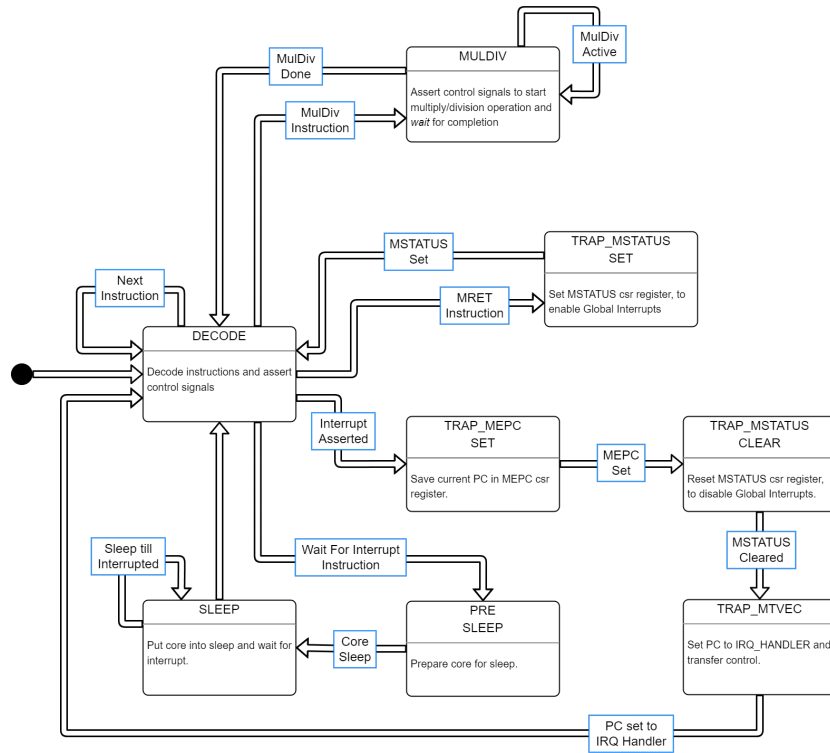 MulDiv
Active
MULDIV
MulDiv
Done
Assert control signals to start
multiply/division operation and
wait for completion
MulDiv
Instruction
TRAP_MSTATUS
SET
MSTATUS
Set
Set MSTATUS csr register, to
enable Global Interrupts
Next
Instruction
MRET
Instruction
DECODE
Decode instructions and assert
control signals
Interrupt
Asserted
TRAP_MEPC
SET
Save current PC in MEPC csr
register.
MEPC
Set
TRAP_MSTATUS
CLEAR
Reset MSTATUS csr register,
to disable Global Interrupts.
MSTATUS
Cleared
Sleep till
Interrupted
Wait For Interrupt
Instruction
SLEEP
Put core into sleep and wait for
interrupt.
Core
Sleep
PRE
SLEEP
Prepare core for sleep.
TRAP_MTVEC
Set PC to IRQ_HANDLER and
transfer control.
PC set to
IRQ Handler